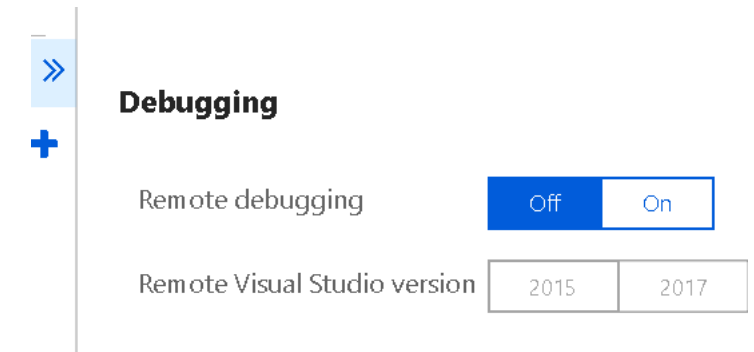 Debugging
Remote debugging Off On
Remote Visual Studio version 2015 2017